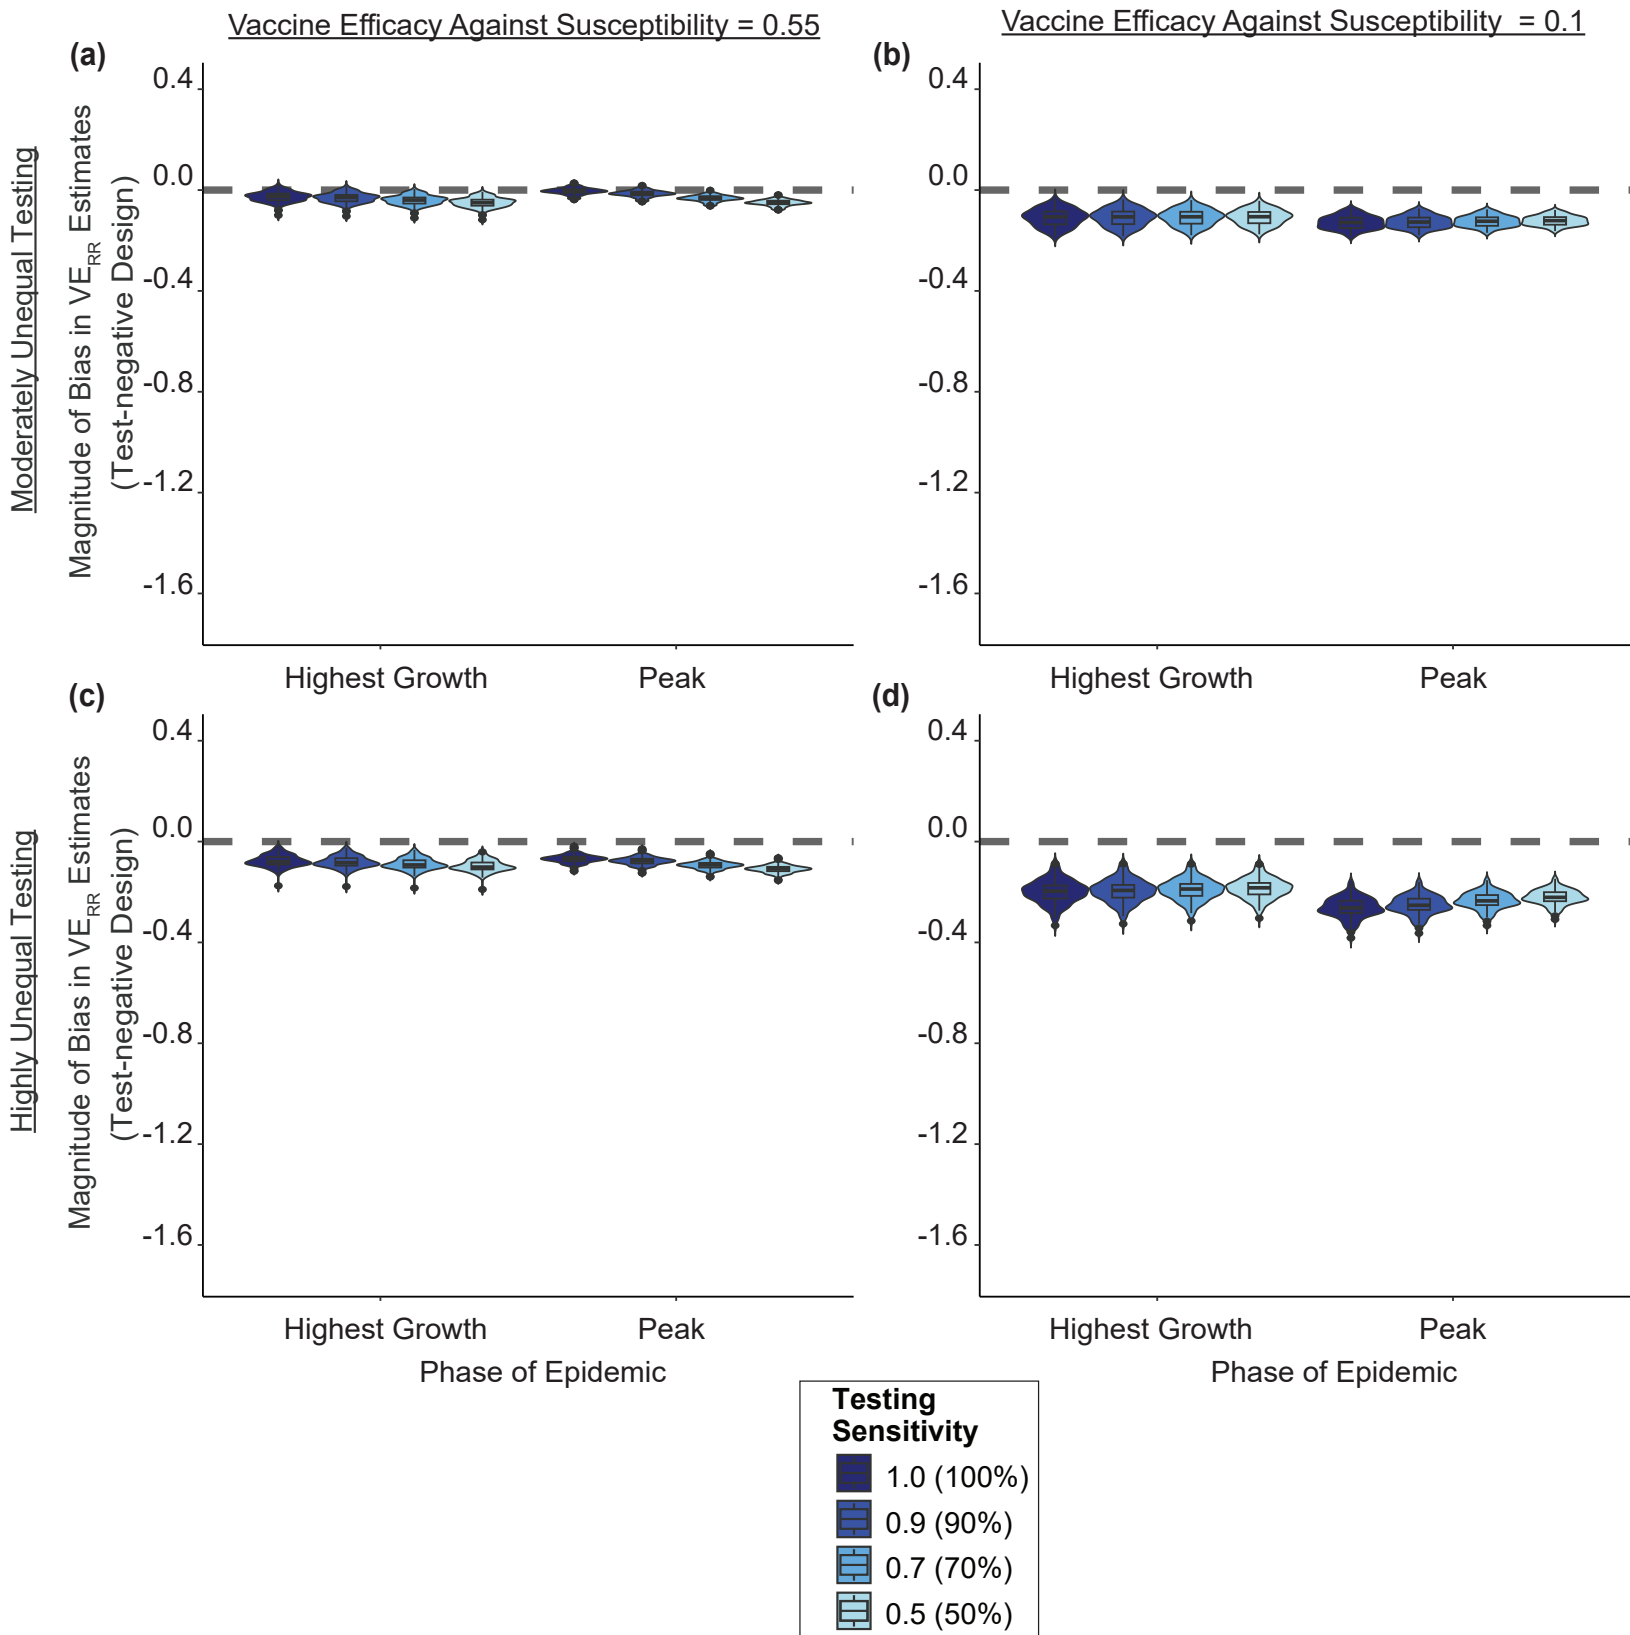 Vaccine Efficacy Against Susceptibility = 0.55
Vaccine Efficacy Against Susceptibility = 0.1
(a)
Moderately Unequal Testing
Magnitude of Bias in VE_RR Estimates
(Test-negative Design)
0.4
0.0
-0.4
-0.8
-1.2
-1.6
Highest Growth
Peak
(b)
0.4
0.0
-0.4
-0.8
-1.2
-1.6
Highest Growth
Peak
(c)
Highly Unequal Testing
Magnitude of Bias in VE_RR Estimates
(Test-negative Design)
0.4
0.0
-0.4
-0.8
-1.2
-1.6
Highest Growth
Peak
Phase of Epidemic
(d)
0.4
0.0
-0.4
-0.8
-1.2
-1.6
Highest Growth
Peak
Phase of Epidemic
Testing
Sensitivity
1.0 (100%)
0.9 (90%)
0.7 (70%)
0.5 (50%)